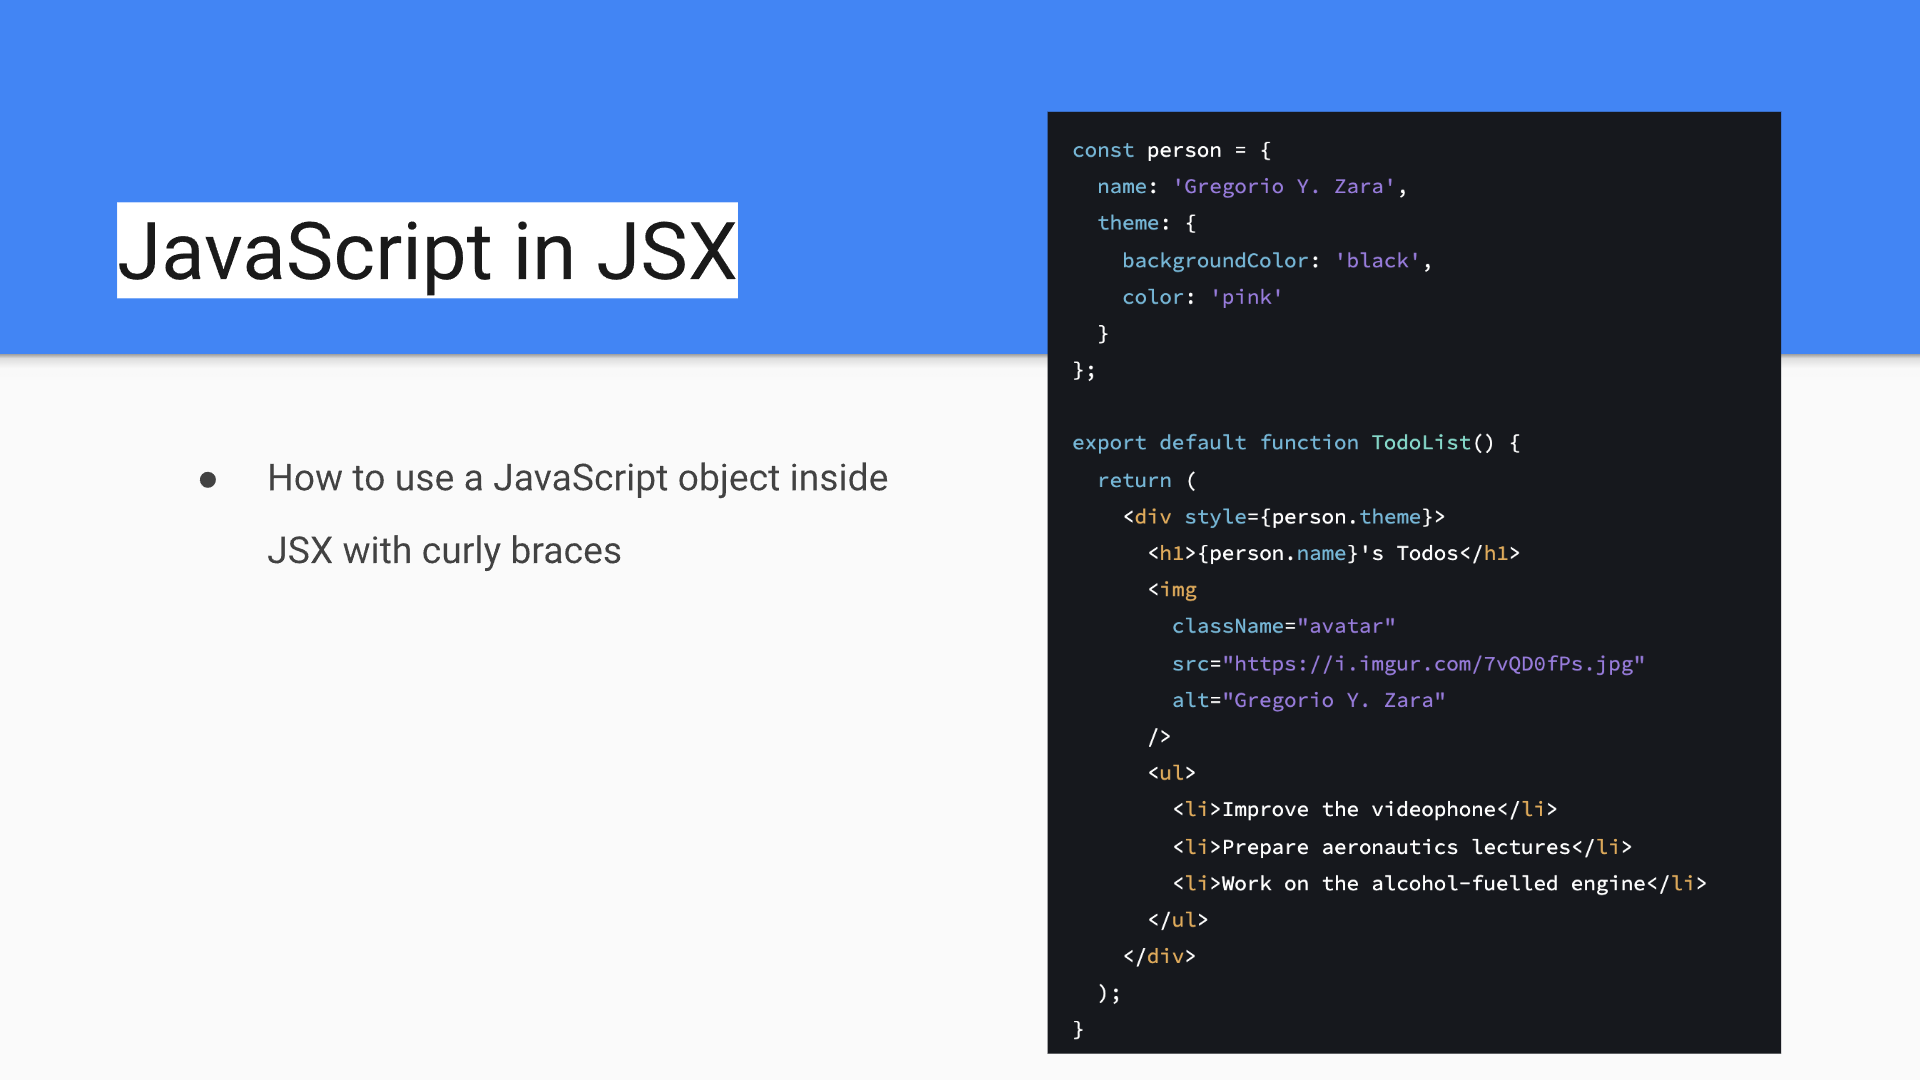 JavaScript in JSX
● How to use a JavaScript object inside
JSX with curly braces
const person = {
  name: 'Gregorio Y. Zara',
  theme: {
    backgroundColor: 'black',
    color: 'pink'
  }
};

export default function TodoList() {
  return (
    <div style={person.theme}>
      <h1>{person.name}'s Todos</h1>
      <img
        className="avatar"
        src="https://i.imgur.com/7vQD0fPs.jpg"
        alt="Gregorio Y. Zara"
      />
      <ul>
        <li>Improve the videophone</li>
        <li>Prepare aeronautics lectures</li>
        <li>Work on the alcohol-fuelled engine</li>
      </ul>
    </div>
  );
}